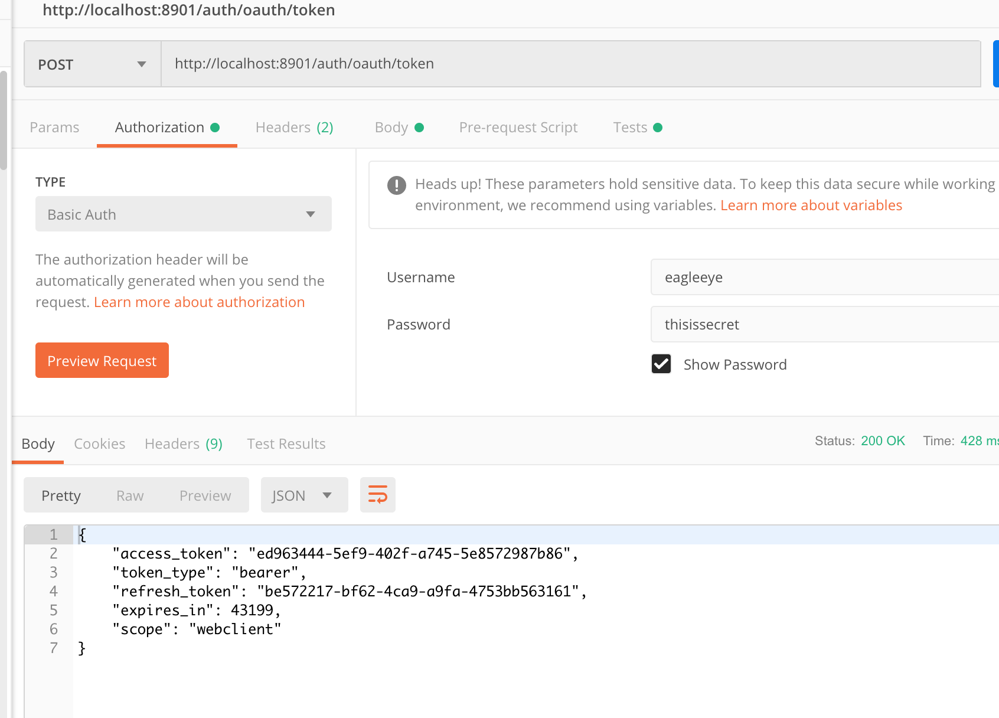 http://localhost:8901/auth/oauth/token
POST http://localhost:8901/auth/oauth/token
Params Authorization Headers (2) Body Pre-request Script Tests
TYPE
Basic Auth
The authorization header will be
automatically generated when you send the
request. Learn more about authorization
Preview Request
Heads up! These parameters hold sensitive data. To keep this data secure while working
environment, we recommend using variables. Learn more about variables
Username eagleeye
Password thisissecret
Show Password
Body Cookies Headers (9) Test Results Status: 200 OK Time: 428 ms
Pretty Raw Preview JSON
1 {
2 "access_token": "ed963444-5ef9-402f-a745-5e8572987b86",
3 "token_type": "bearer",
4 "refresh_token": "be572217-bf62-4ca9-a9fa-4753bb563161",
5 "expires_in": 43199,
6 "scope": "webclient"
7 }